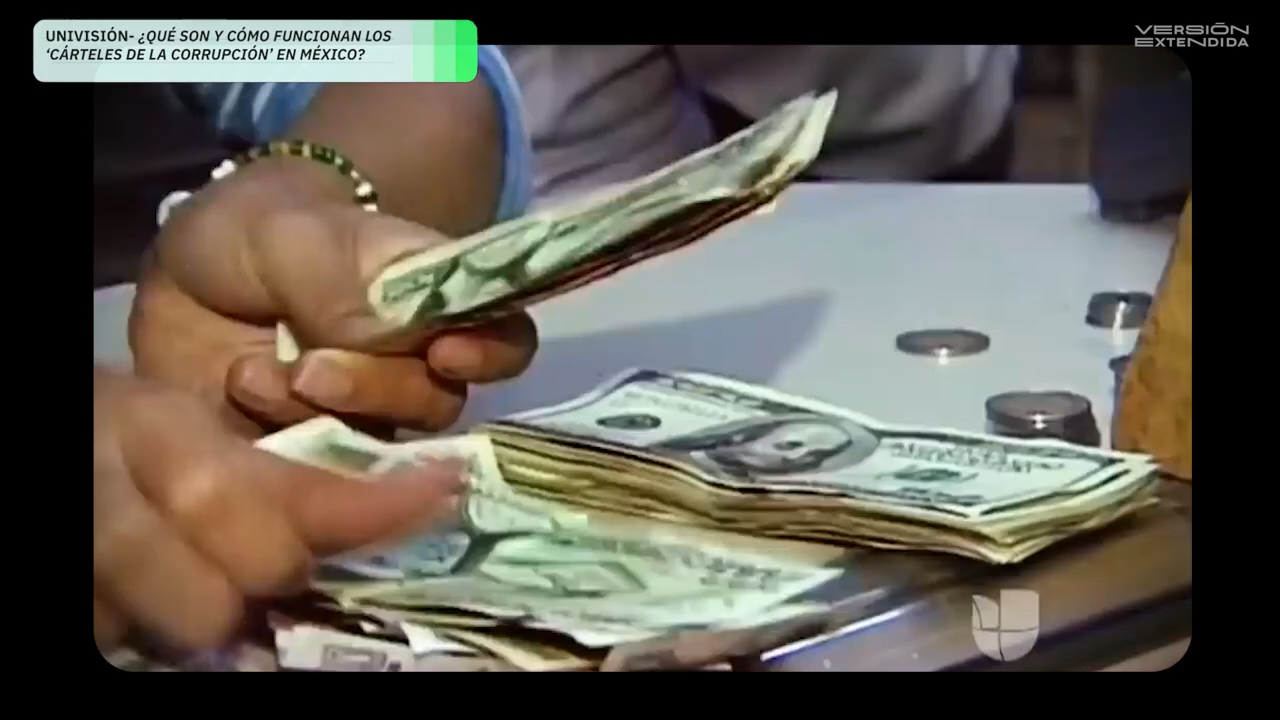 UNIVISIÓN- ¿QUÉ SON Y CÓMO FUNCIONAN LOS
‘CÁRTELES DE LA CORRUPCIÓN’ EN MÉXICO?
VERSIÓN
EXTENDIDA